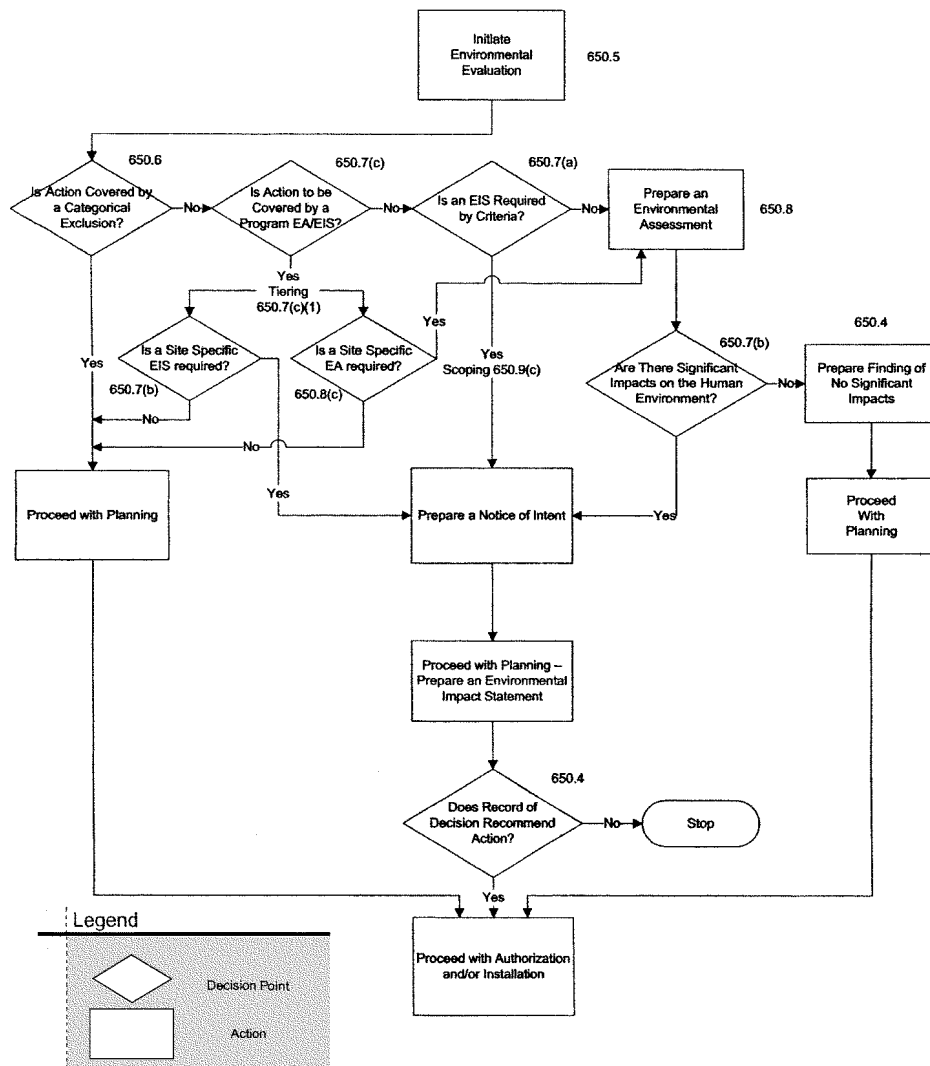 Initiate
Environmental
Evaluation
650.5
650.6
Is Action Covered by
a Categorical
Exclusion?
No
650.7(c)
Is Action to be
Covered by a
Program EA/EIS?
No
650.7(a)
Is an EIS Required
by Criteria?
No
Prepare an
Environmental
Assessment
650.8
Yes
Tiering
650.7(c)(1)
Yes
Is a Site Specific
EIS required?
650.7(b)
No
Is a Site Specific
EA required?
650.8(c)
Yes
No
Yes
Yes
Scoping 650.9(c)
650.7(b)
Are There Significant
Impacts on the Human
Environment?
No
650.4
Prepare Finding of
No Significant
Impacts
Proceed with Planning
Prepare a Notice of Intent
Yes
Proceed
With
Planning
Proceed with Planning –
Prepare an Environmental
Impact Statement
650.4
Does Record of
Decision Recommend
Action?
No
Stop
Yes
Proceed with Authorization
and/or Installation
Legend
Decision Point
Action